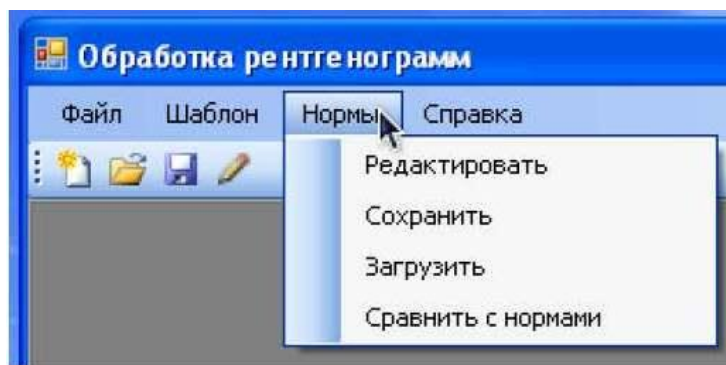 Обработка рентгенограмм
Файл Шаблон Нормы Справка
Редактировать
Сохранить
Загрузить
Сравнить с нормами